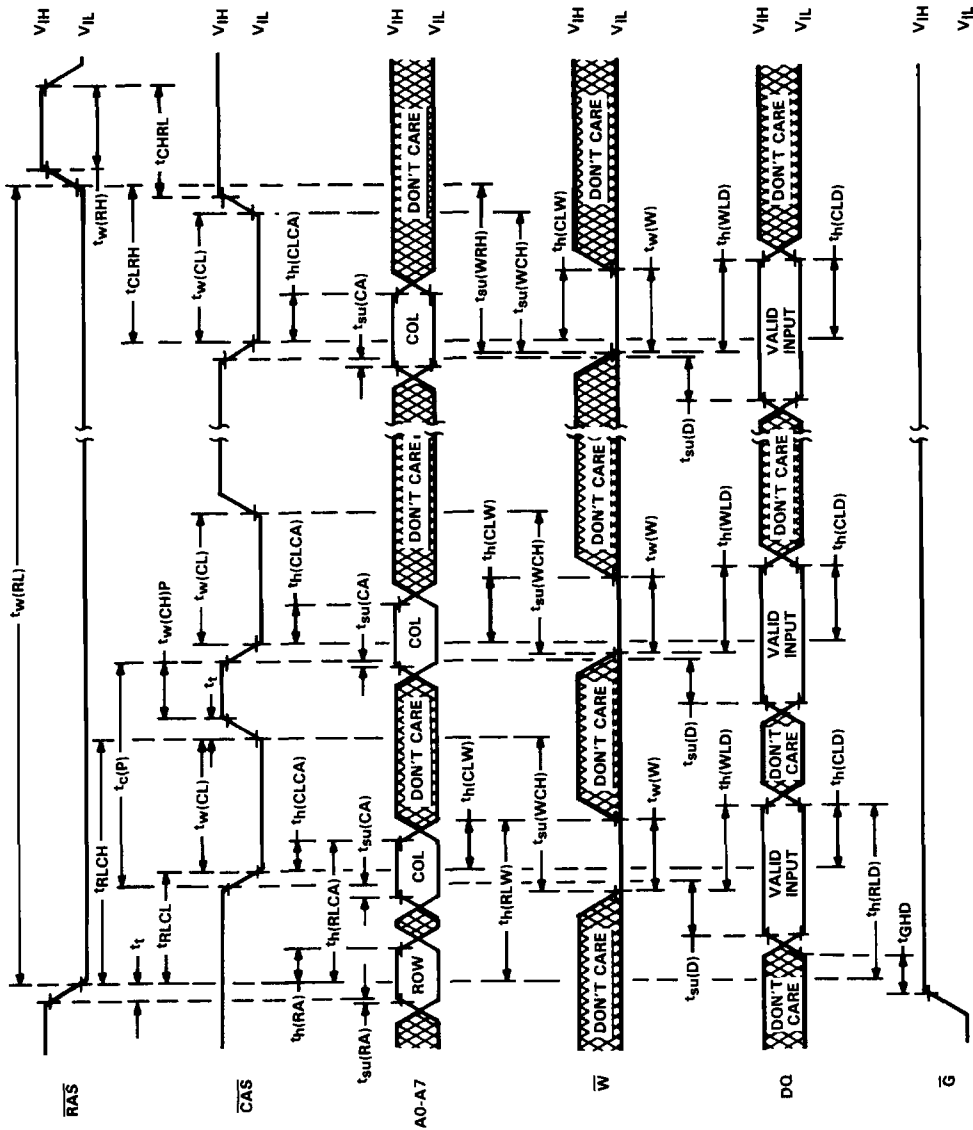 tw(RL)
VIH
VIL
RAS
tt
tRLCH
tw(RH)
tRLCL
tc(P)
tw(CH)P
tCLRH
tCHRL
VIH
VIL
CAS
tw(CL)
tt
tw(CL)
tw(CL)
th(RA)
th(RLCA)
th(CLCA)
th(CLCA)
th(CLCA)
tsu(RA)
tsu(CA)
tsu(CA)
tsu(CA)
A0-A7
ROW
COL
DON'T CARE
COL
DON'T CARE
COL
DON'T CARE
VIH
VIL
th(RLW)
th(CLW)
tsu(WCH)
th(CLW)
tsu(WCH)
tsu(WRH)
tsu(WCH)
th(CLW)
W
DON'T CARE
DON'T CARE
DON'T CARE
DON'T CARE
VIH
VIL
tw(W)
tw(W)
tw(W)
tsu(D)
th(WLD)
tsu(D)
th(WLD)
tsu(D)
th(WLD)
DQ
DON'T CARE
VALID INPUT
DON'T CARE
VALID INPUT
DON'T CARE
VALID INPUT
DON'T CARE
VIH
VIL
th(CLD)
th(CLD)
th(CLD)
th(RLD)
tGHD
G
VIH
VIL